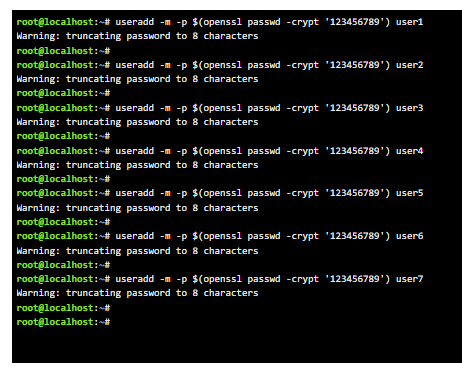 root@localhost:~# useradd -m -p $(openssl passwd -crypt '123456789') user1
Warning: truncating password to 8 characters
root@localhost:~#
root@localhost:~# useradd -m -p $(openssl passwd -crypt '123456789') user2
Warning: truncating password to 8 characters
root@localhost:~#
root@localhost:~# useradd -m -p $(openssl passwd -crypt '123456789') user3
Warning: truncating password to 8 characters
root@localhost:~#
root@localhost:~# useradd -m -p $(openssl passwd -crypt '123456789') user4
Warning: truncating password to 8 characters
root@localhost:~#
root@localhost:~# useradd -m -p $(openssl passwd -crypt '123456789') user5
Warning: truncating password to 8 characters
root@localhost:~#
root@localhost:~# useradd -m -p $(openssl passwd -crypt '123456789') user6
Warning: truncating password to 8 characters
root@localhost:~#
root@localhost:~# useradd -m -p $(openssl passwd -crypt '123456789') user7
Warning: truncating password to 8 characters
root@localhost:~#
root@localhost:~#